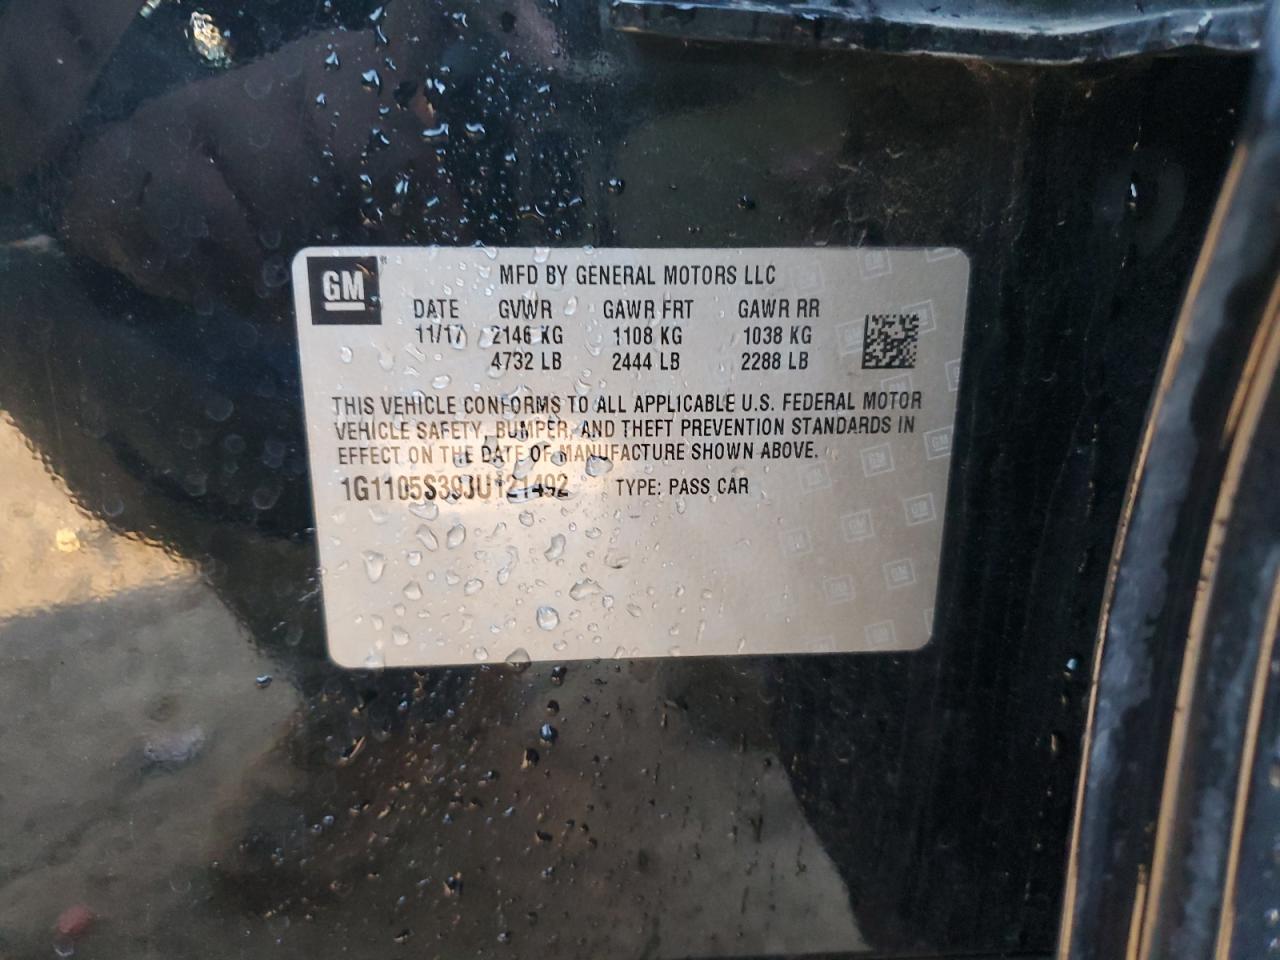 GM
MFD BY GENERAL MOTORS LLC
DATE GVWR GAWR FRT GAWR RR
11/17 2146 KG 1108 KG 1038 KG
4732 LB 2444 LB 2288 LB
THIS VEHICLE CONFORMS TO ALL APPLICABLE U.S. FEDERAL MOTOR
VEHICLE SAFETY, BUMPER, AND THEFT PREVENTION STANDARDS IN
EFFECT ON THE DATE OF MANUFACTURE SHOWN ABOVE.
1G1105S39JU121492 TYPE: PASS CAR